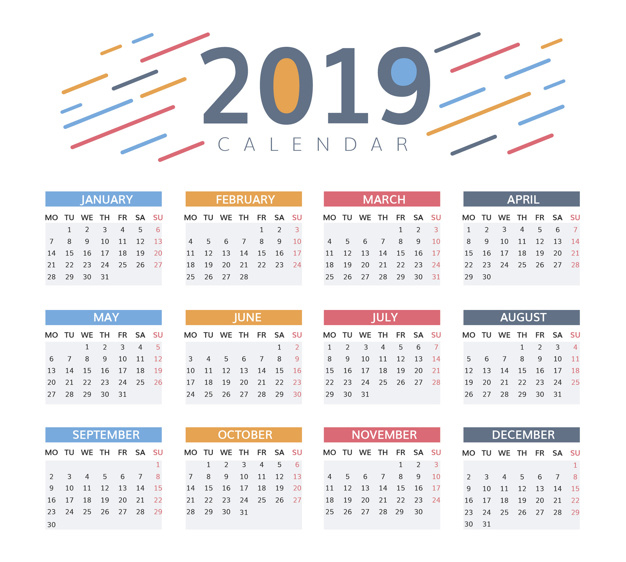 2019
CALENDAR
JANUARY
MO TU WE TH FR SA SU
1 2 3 4 5 6
7 8 9 10 11 12 13
14 15 16 17 18 19 20
21 22 23 24 25 26 27
28 29 30 31
FEBRUARY
MO TU WE TH FR SA SU
1 2 3
4 5 6 7 8 9 10
11 12 13 14 15 16 17
18 19 20 21 22 23 24
25 26 27 28
MARCH
MO TU WE TH FR SA SU
1 2 3
4 5 6 7 8 9 10
11 12 13 14 15 16 17
18 19 20 21 22 23 24
25 26 27 28 29 30 31
APRIL
MO TU WE TH FR SA SU
1 2 3 4 5 6 7
8 9 10 11 12 13 14
15 16 17 18 19 20 21
22 23 24 25 26 27 28
29 30
MAY
MO TU WE TH FR SA SU
1 2 3 4 5
6 7 8 9 10 11 12
13 14 15 16 17 18 19
20 21 22 23 24 25 26
27 28 29 30 31
JUNE
MO TU WE TH FR SA SU
1 2
3 4 5 6 7 8 9
10 11 12 13 14 15 16
17 18 19 20 21 22 23
24 25 26 27 28 29 30
JULY
MO TU WE TH FR SA SU
1 2 3 4 5 6 7
8 9 10 11 12 13 14
15 16 17 18 19 20 21
22 23 24 25 26 27 28
29 30 31
AUGUST
MO TU WE TH FR SA SU
1 2 3 4
5 6 7 8 9 10 11
12 13 14 15 16 17 18
19 20 21 22 23 24 25
26 27 28 29 30 31
SEPTEMBER
MO TU WE TH FR SA SU
1
2 3 4 5 6 7 8
9 10 11 12 13 14 15
16 17 18 19 20 21 22
23 24 25 26 27 28 29
30
OCTOBER
MO TU WE TH FR SA SU
1 2 3 4 5 6
7 8 9 10 11 12 13
14 15 16 17 18 19 20
21 22 23 24 25 26 27
28 29 30 31
NOVEMBER
MO TU WE TH FR SA SU
1 2 3
4 5 6 7 8 9 10
11 12 13 14 15 16 17
18 19 20 21 22 23 24
25 26 27 28 29 30
DECEMBER
MO TU WE TH FR SA SU
1
2 3 4 5 6 7 8
9 10 11 12 13 14 15
16 17 18 19 20 21 22
23 24 25 26 27 28 29
30 31